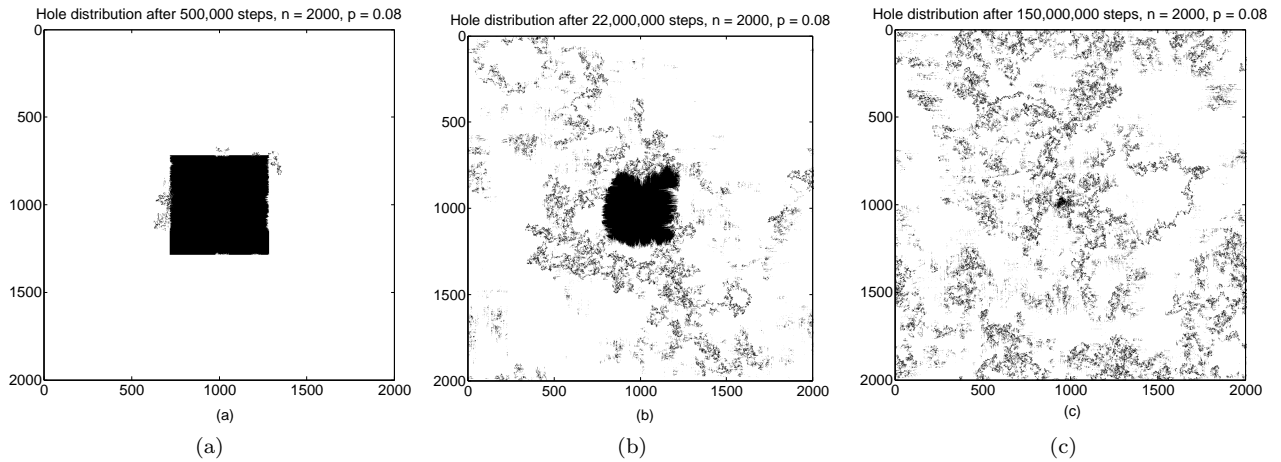 Hole distribution after 500,000 steps, n = 2000, p = 0.08
0
500
1000
1500
2000
0 500 1000 1500 2000
(a)
(a)
Hole distribution after 22,000,000 steps, n = 2000, p = 0.08
0
500
1000
1500
2000
0 500 1000 1500 2000
(b)
(b)
Hole distribution after 150,000,000 steps, n = 2000, p = 0.08
0
500
1000
1500
2000
0 500 1000 1500 2000
(c)
(c)